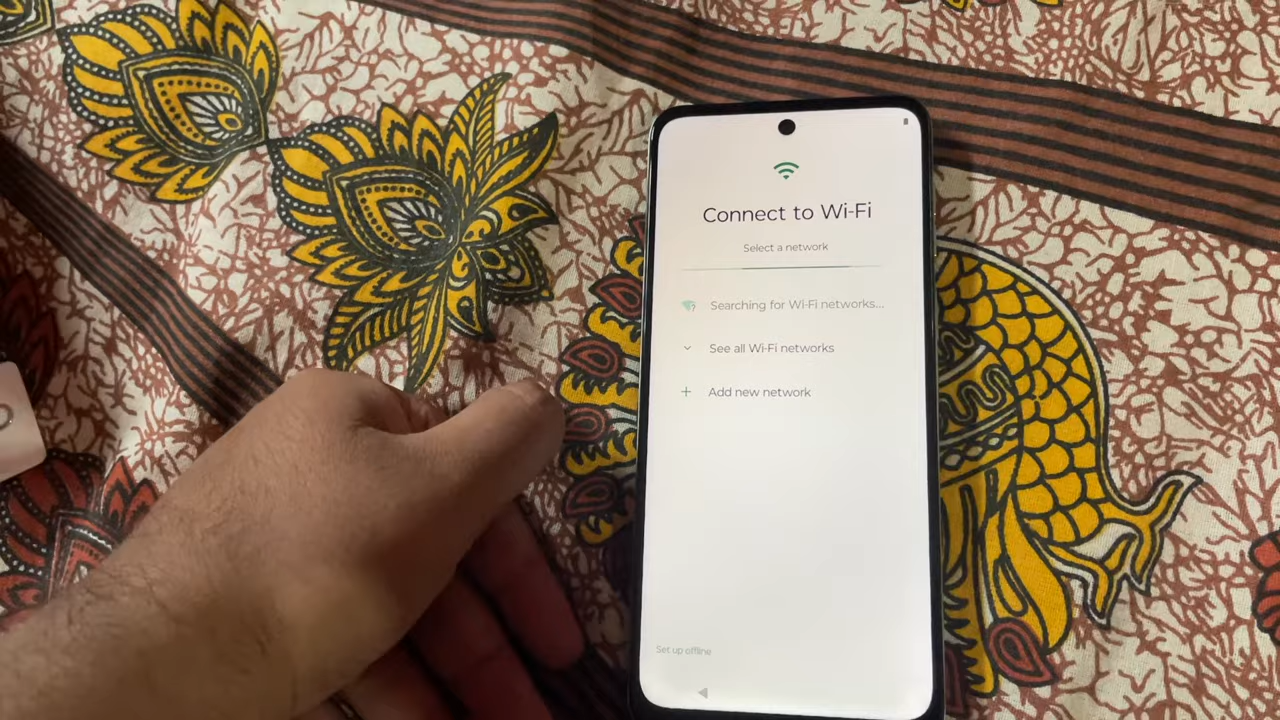 Connect to Wi-Fi
Select a network
Searching for Wi-Fi networks...
See all Wi-Fi networks
Add new network
Set up offline